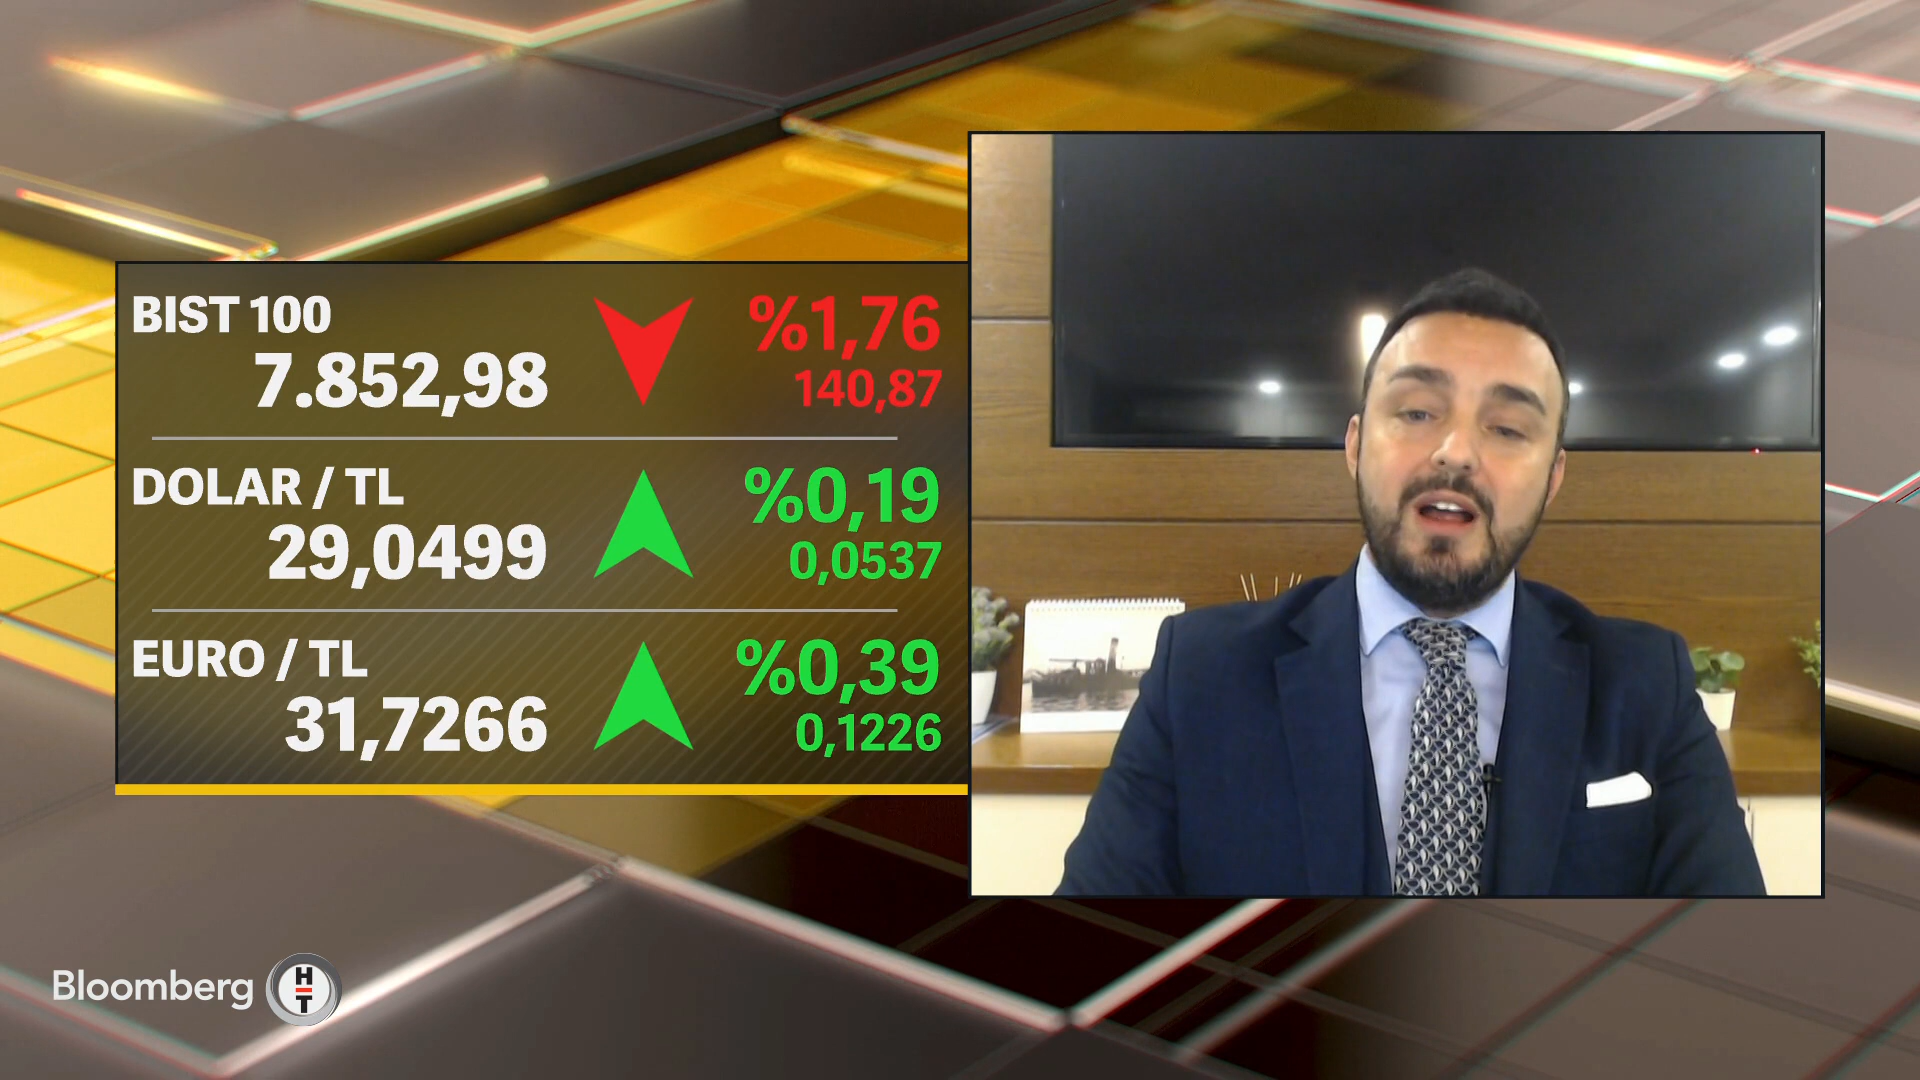 BIST 100
7.852,98
%1,76
140,87
DOLAR / TL
29,0499
%0,19
0,0537
EURO / TL
31,7266
%0,39
0,1226
Bloomberg HT